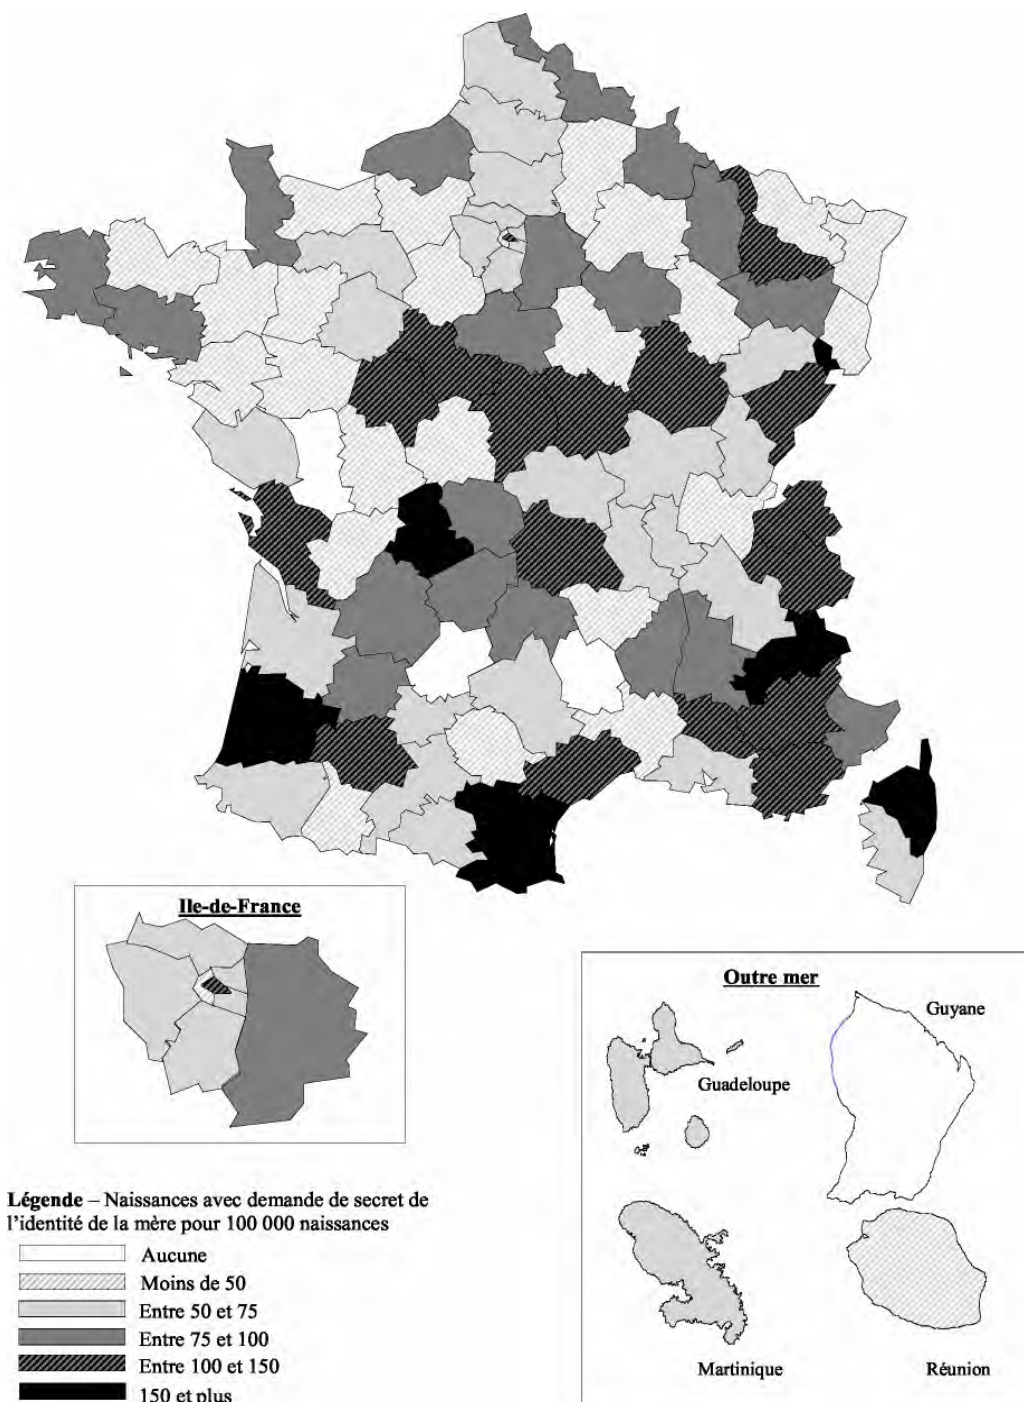 Ile-de-France
Outre mer
Guyane
Guadeloupe
Martinique
Réunion
Légende – Naissances avec demande de secret de
l'identité de la mère pour 100 000 naissances
Aucune
Moins de 50
Entre 50 et 75
Entre 75 et 100
Entre 100 et 150
150 et plus